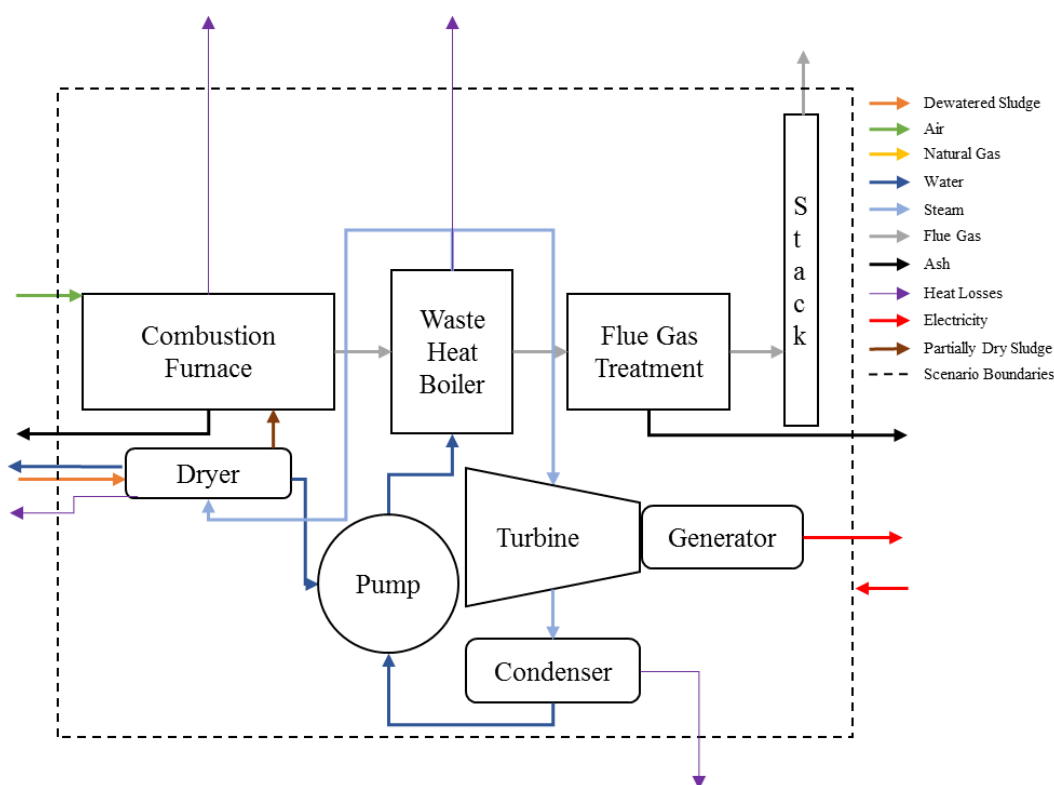 Combustion
Furnace
Waste
Heat
Boiler
Flue Gas
Treatment
S
t
a
c
k
Dryer
Pump
Turbine
Generator
Condenser
Dewatered Sludge
Air
Natural Gas
Water
Steam
Flue Gas
Ash
Heat Losses
Electricity
Partially Dry Sludge
Scenario Boundaries